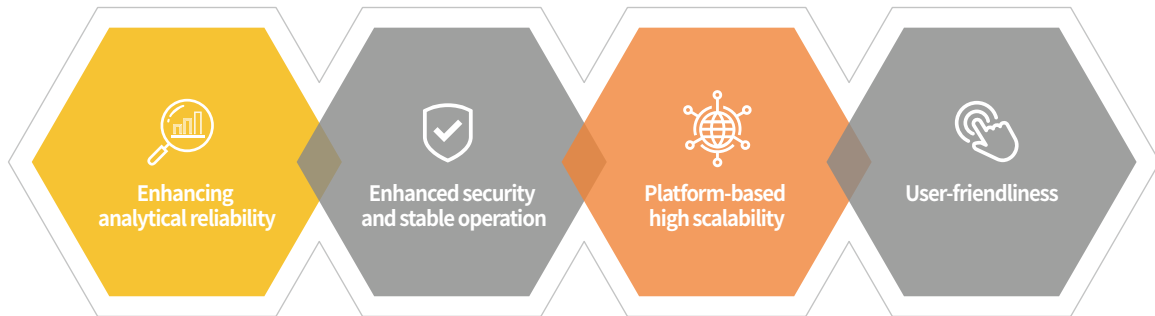 Enhancing
analytical reliability
Enhanced security
and stable operation
Platform-based
high scalability
User-friendliness